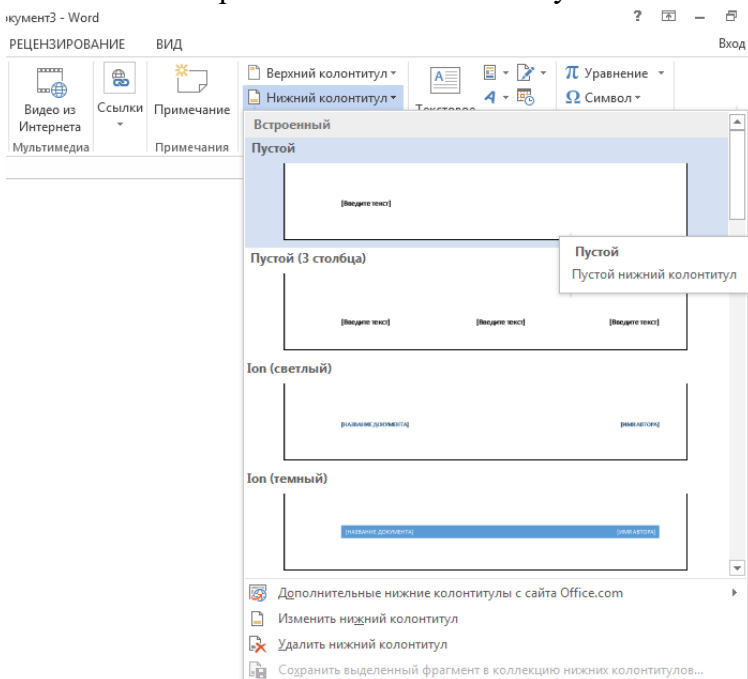 окумент3 - Word
?
РЕЦЕНЗИРОВАНИЕ ВИД Вход
Верхний колонтитул
Нижний колонтитул
Видео из Интернета
Ссылки
Примечание
Уравнение
Символ
Мультимедиа
Примечания
Встроенный
Пустой
[Введите текст]
Пустой
Пустой нижний колонтитул
Пустой (3 столбца)
[Введите текст] [Введите текст] [Введите текст]
Ion (светлый)
[НАЗВАНИЕ ДОКУМЕНТА] [ИМЯ АВТОРА]
Ion (темный)
[НАЗВАНИЕ ДОКУМЕНТА] [ИМЯ АВТОРА]
Дополнительные нижние колонтитулы с сайта Office.com
Изменить нижний колонтитул
Удалить нижний колонтитул
Сохранить выделенный фрагмент в коллекцию нижних колонтитулов...